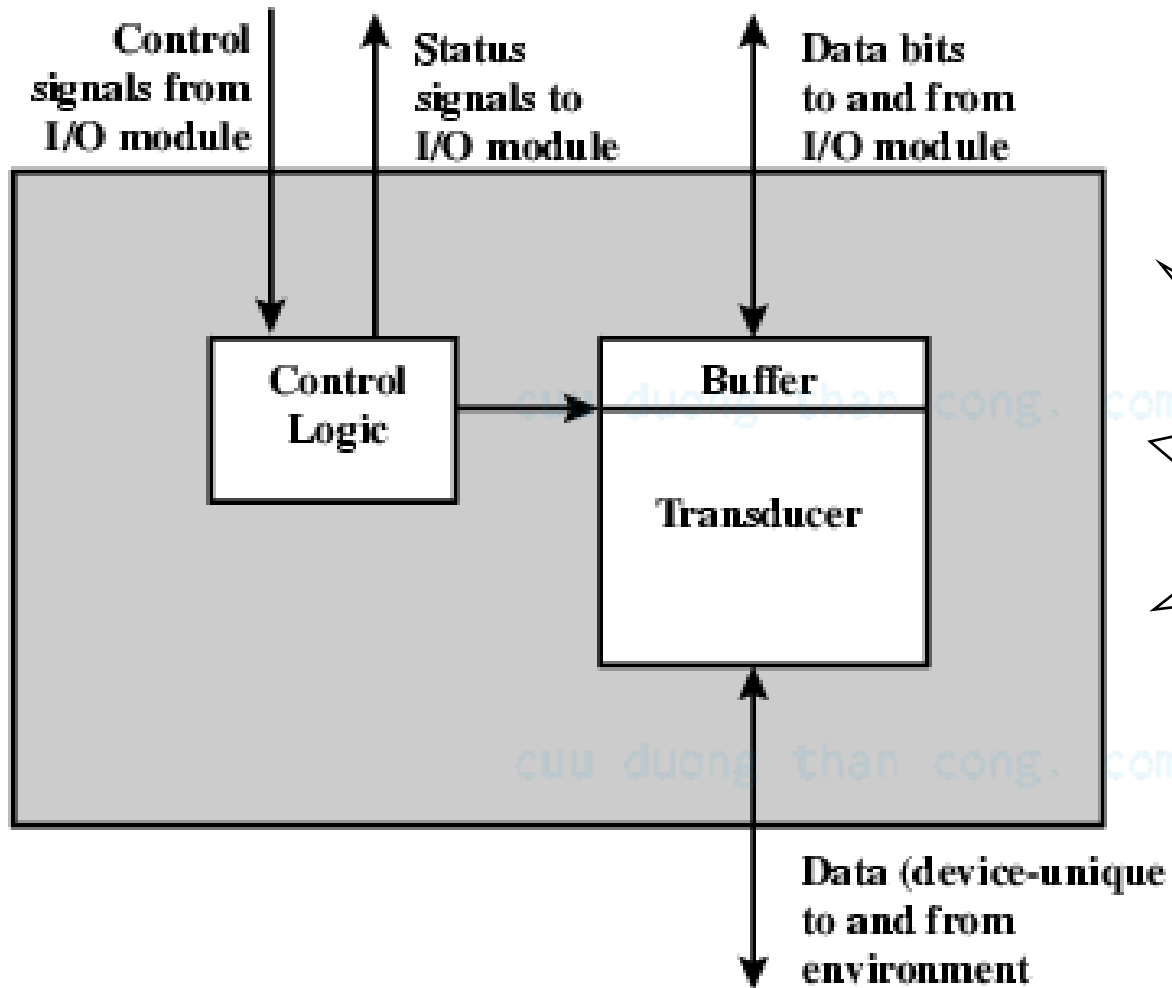 Control
signals from
I/O module
Status
signals to
I/O module
Data bits
to and from
I/O module
Control
Logic
Buffer
cuu duong than cong. com
Transducer
cuu duong than cong. com
Data (device-unique
to and from
environment